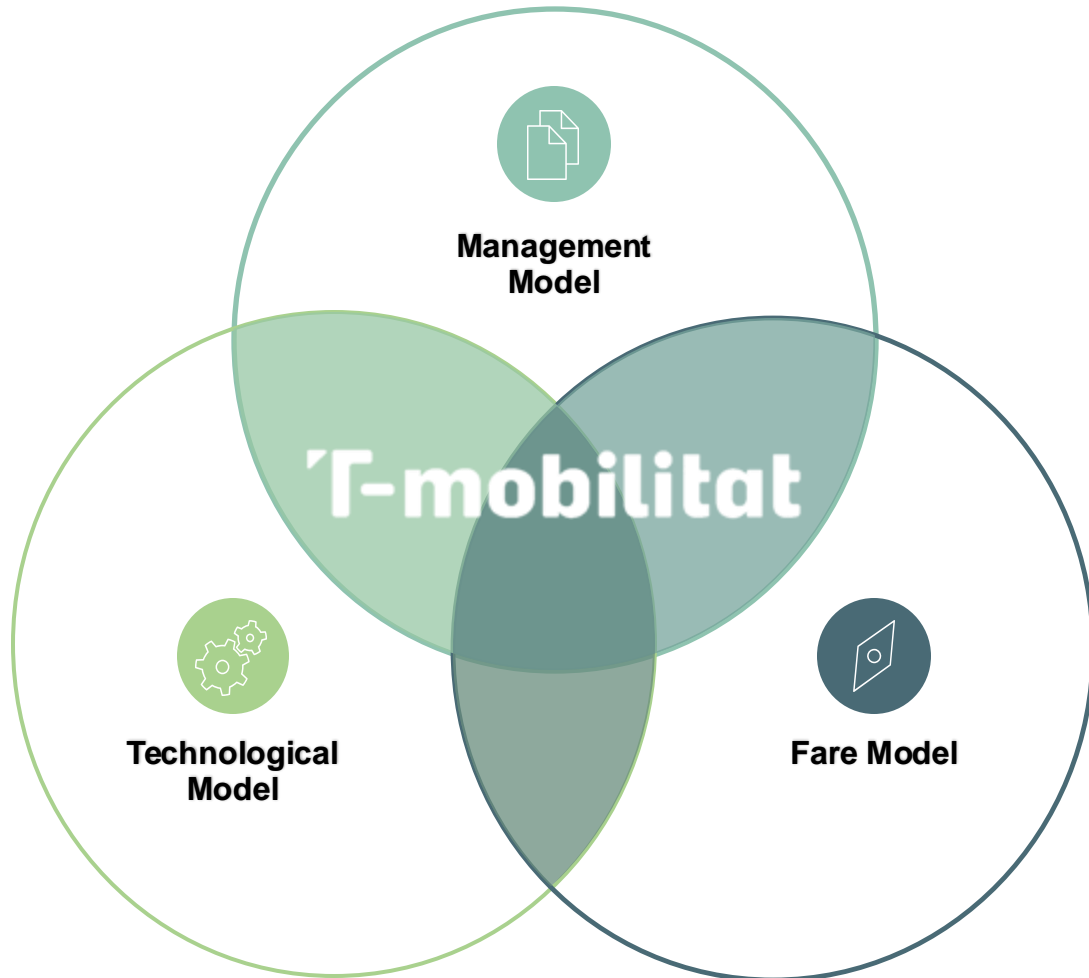 Management
Model
T-mobilitat
Technological
Model
Fare Model